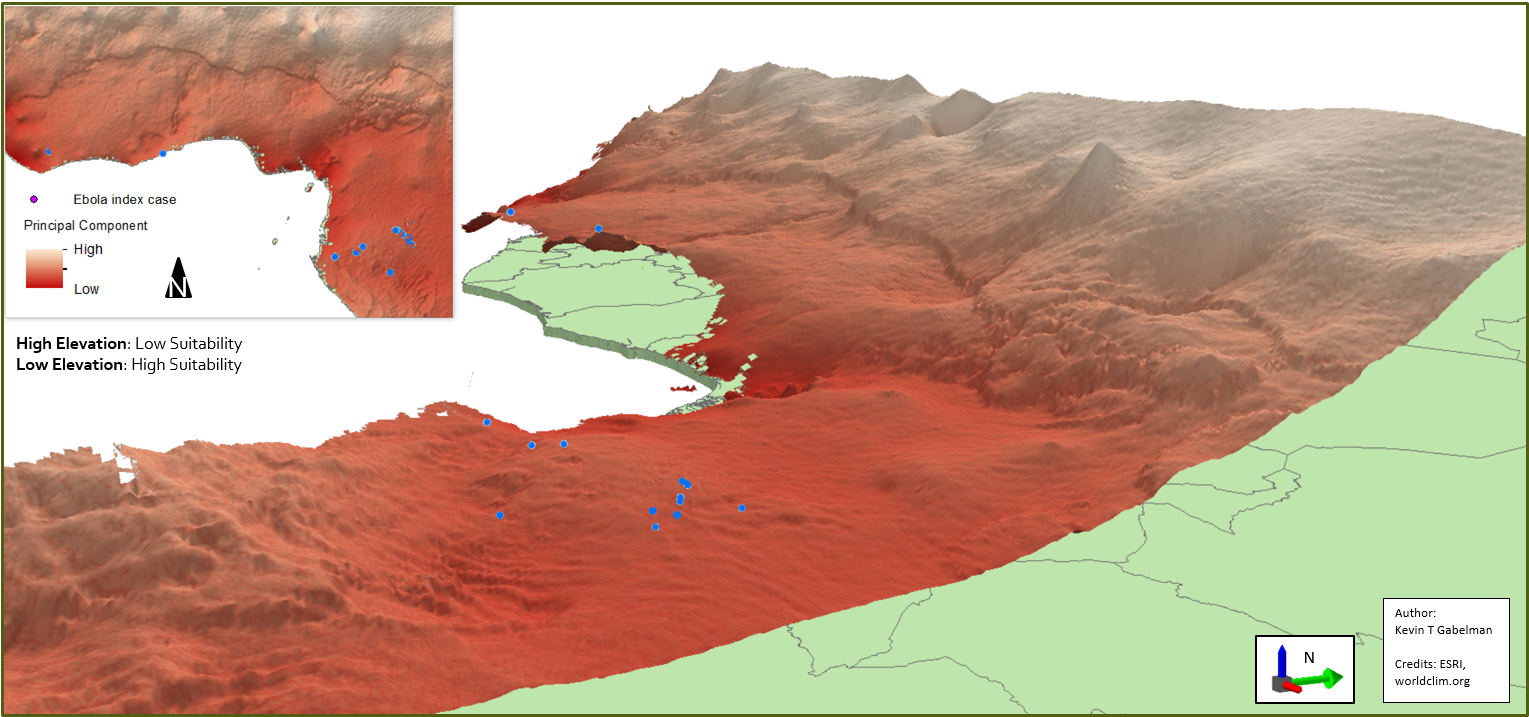 Ebola index case
Principal Component
High
Low
N
High Elevation: Low Suitability
Low Elevation: High Suitability
N
Author:
Kevin T Gabelman
Credits: ESRI,
worldclim.org